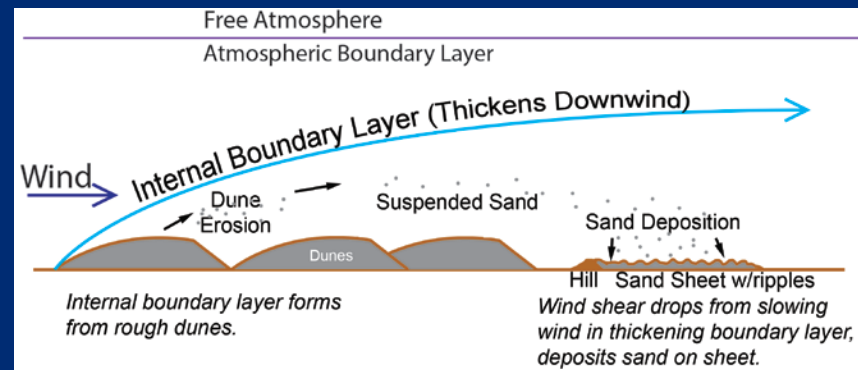 Free Atmosphere
Atmospheric Boundary Layer
Internal Boundary Layer (Thickens Downwind)
Wind
Dune
Erosion
Suspended Sand
Sand Deposition
Dunes
Hill
Sand Sheet w/ripples
Internal boundary layer forms
from rough dunes.
Wind shear drops from slowing
wind in thickening boundary layer,
deposits sand on sheet.